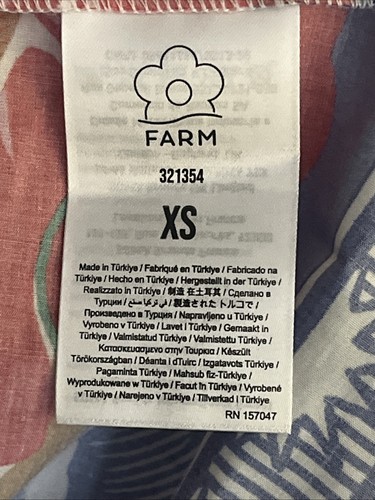 FARM
321354
XS
Made in Türkiye / Fabriqué en Türkiye / Fabricado na
Türkiye / Hecho en Türkiye / Hergestellt in der Türkiye /
Realizzato in Türkiye / 制造 在土耳其 / Сделано в
Турции / صنع في تركيا / 製造された トルコで /
Произведено в Турция / Napravljeno u Türkiye /
Vyrobeno v Türkiye / Lavet i Türkiye / Gemaakt in
Türkiye / Valmistatud Türkiye / Valmistettu Türkiye /
Κατασκευασμένο στην Τουρκια / Készült
Törökországban / Déanta i dTuirc / Izgatavots Türkiye /
Pagaminta Türkiye / Mahsub fiz-Türkiye /
Wyprodukowane w Türkiye / Facut în Türkiye / Vyrobené
v Türkiye / Narejeno v Türkiye / Tillverkad i Türkiye
RN 157047